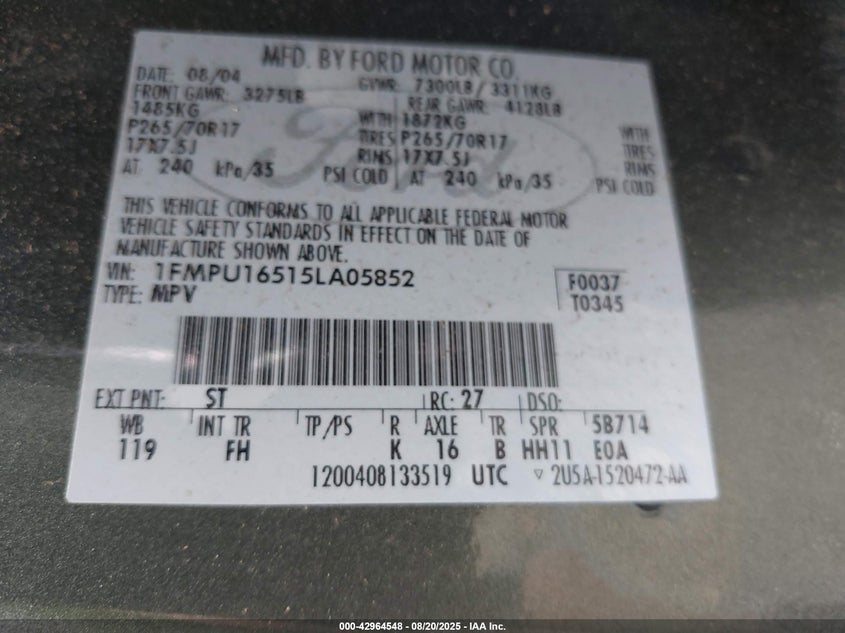 MFD. BY FORD MOTOR CO.
DATE: 08/04 GVWR: 7300LB/ 3311KG
FRONT GAWR: 3275LB REAR GAWR: 4128LB
1485KG WITH 1872KG WITH
P265/70R17 TIRES P265/70R17 TIRES
17X7.5J RIMS 17X7.5J RIMS
AT 240 kPa/35 PSI COLD AT 240 kPa/35 PSI COLD
THIS VEHICLE CONFORMS TO ALL APPLICABLE FEDERAL MOTOR
VEHICLE SAFETY STANDARDS IN EFFECT ON THE DATE OF
MANUFACTURE SHOWN ABOVE.
VIN: 1FMPU16515LA05852 F0037
TYPE: MPV T0345
EXT PNT: ST RC: 27 DSO:
WB INT TR TP/PS R AXLE TR SPR 5B714
119 FH K 16 B HH11 E0A
1200408133519 UTC ▽ 2U5A-1520472-AA
Ford
000-42964548 - 08/20/2025 - IAA Inc.